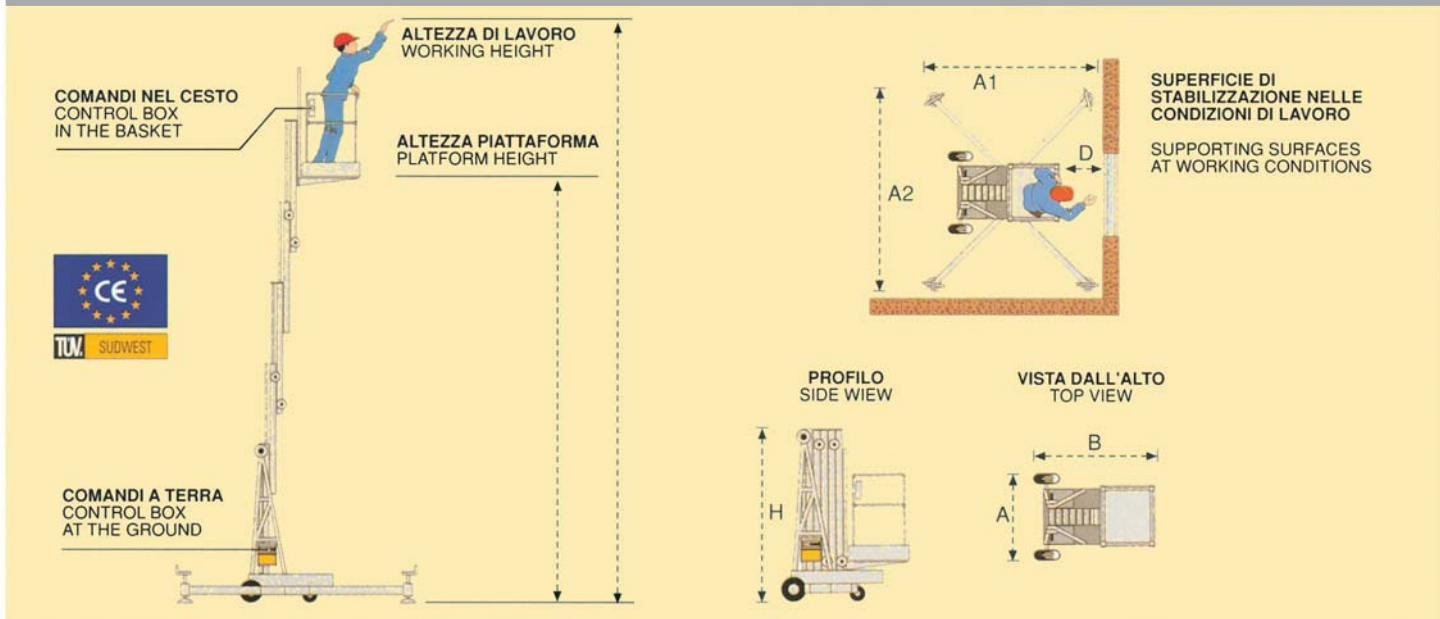 ALTEZZA DI LAVORO
WORKING HEIGHT
COMANDI NEL CESTO
CONTROL BOX
IN THE BASKET
ALTEZZA PIATTAFORMA
PLATFORM HEIGHT
CE
TÜV.
SUDWEST
COMANDI A TERRA
CONTROL BOX
AT THE GROUND
A1
A2
D
SUPERFICIE DI
STABILIZZAZIONE NELLE
CONDIZIONI DI LAVORO
SUPPORTING SURFACES
AT WORKING CONDITIONS
PROFILO
SIDE WIEW
H
VISTA DALL'ALTO
TOP VIEW
B
A